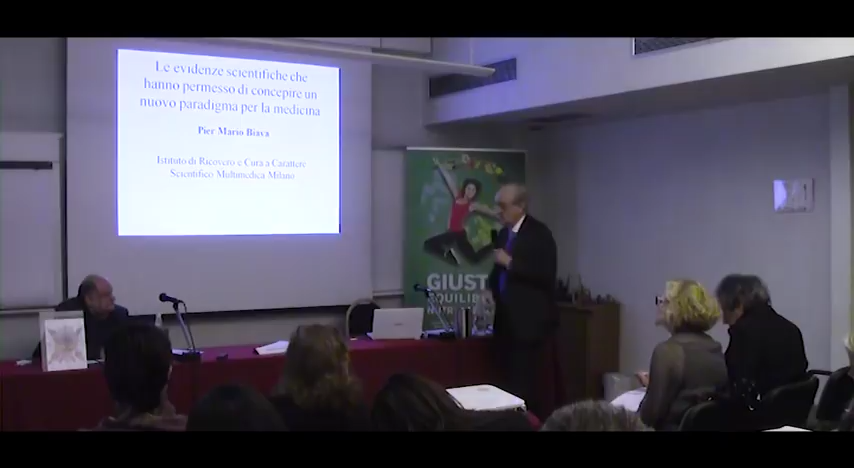 Le evidenze scientifiche che
hanno permesso di concepire un
nuovo paradigma per la medicina
Pier Mario Biava
Istituto di Ricovero e Cura a Carattere
Scientifico Multimedica Milano
GIUST
EQUILIB